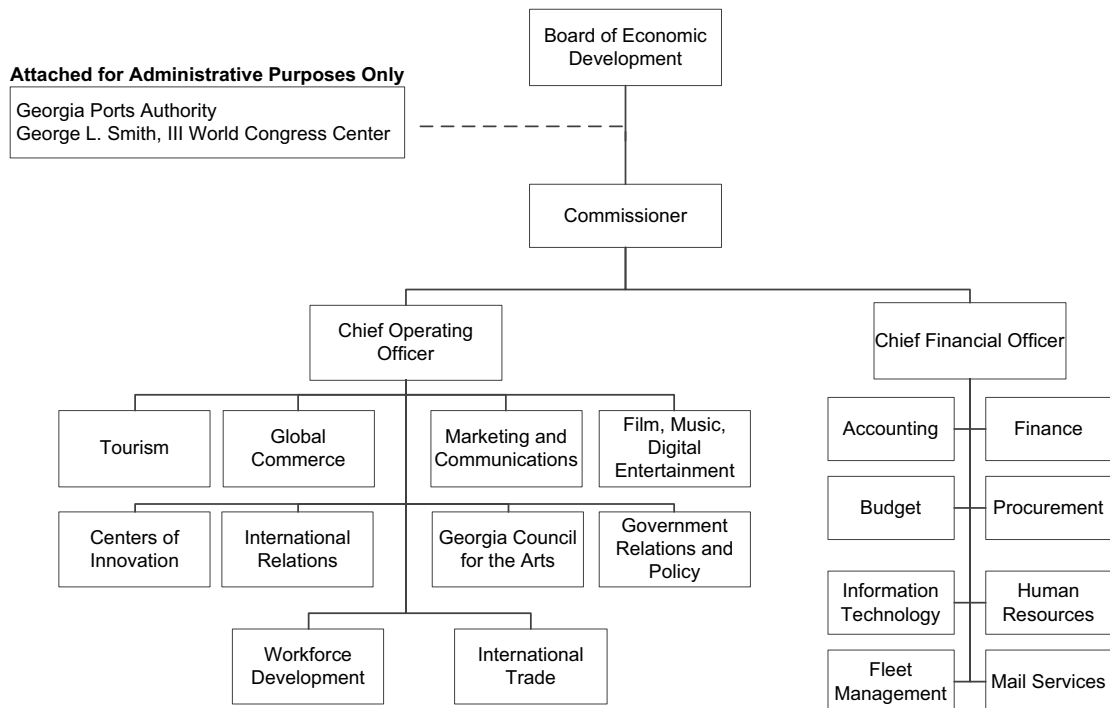 Board of Economic
Development
Attached for Administrative Purposes Only
Georgia Ports Authority
George L. Smith, III World Congress Center
Commissioner
Chief Operating
Officer
Chief Financial Officer
Tourism
Global
Commerce
Marketing and
Communications
Film, Music,
Digital
Entertainment
Accounting
Finance
Centers of
Innovation
International
Relations
Georgia Council
for the Arts
Government
Relations and
Policy
Budget
Procurement
Workforce
Development
International
Trade
Information
Technology
Human
Resources
Fleet
Management
Mail Services